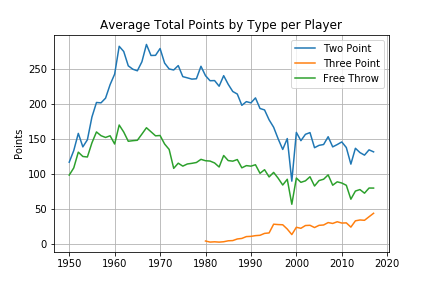 Average Total Points by Type per Player
Two Point
Three Point
Free Throw
Points
250
200
150
100
50
0
1950 1960 1970 1980 1990 2000 2010 2020